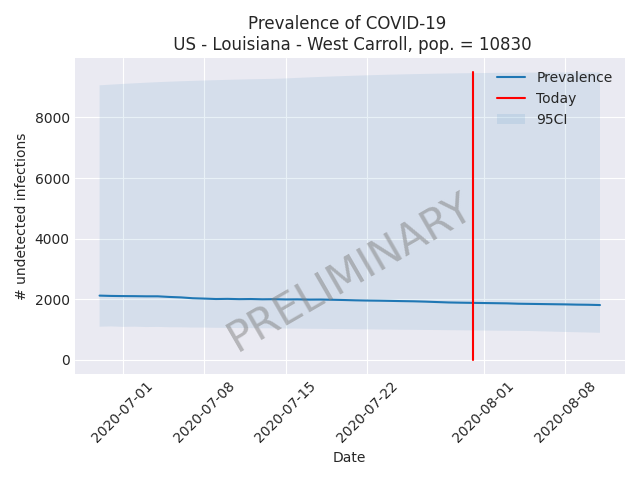 Prevalence of COVID-19
US - Louisiana - West Carroll, pop. = 10830
Prevalence
Today
95CI
8000
6000
4000
2000
0
# undetected infections
PRELIMINARY
2020-07-01
2020-07-08
2020-07-15
2020-07-22
2020-08-01
2020-08-08
Date